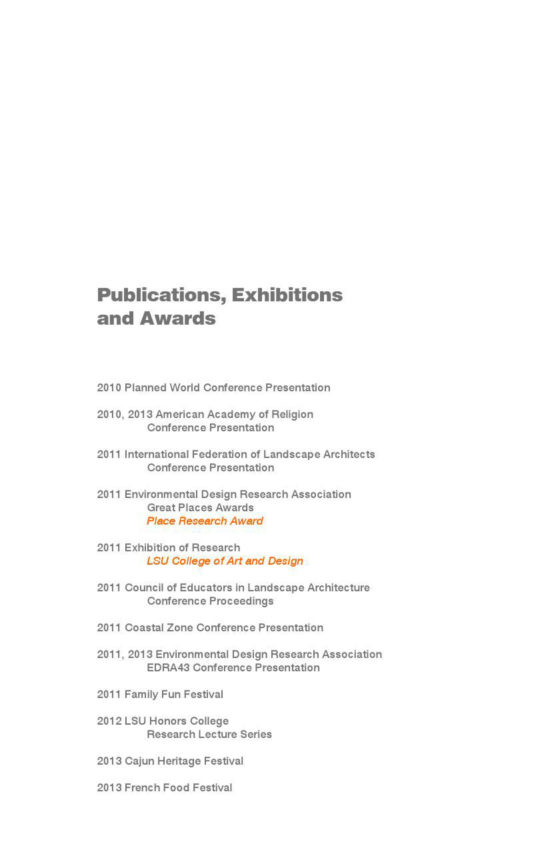 Publications, Exhibitions
and Awards
2010 Planned World Conference Presentation
2010, 2013 American Academy of Religion
Conference Presentation
2011 International Federation of Landscape Architects
Conference Presentation
2011 Environmental Design Research Association
Great Places Awards
Place Research Award
2011 Exhibition of Research
LSU College of Art and Design
2011 Council of Educators in Landscape Architecture
Conference Proceedings
2011 Coastal Zone Conference Presentation
2011, 2013 Environmental Design Research Association
EDRA43 Conference Presentation
2011 Family Fun Festival
2012 LSU Honors College
Research Lecture Series
2013 Cajun Heritage Festival
2013 French Food Festival